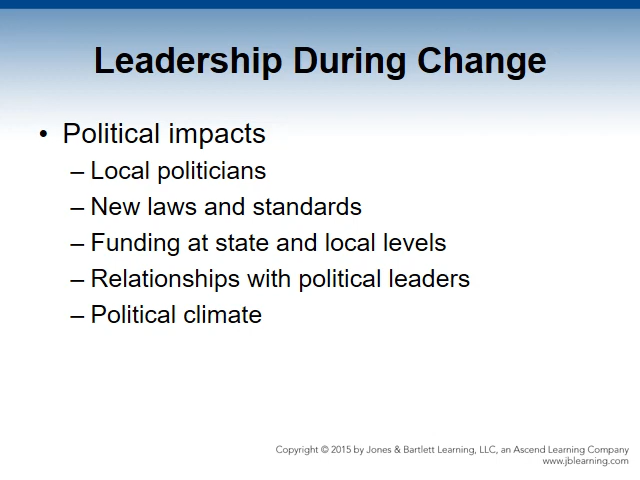 Leadership During Change
• Political impacts
– Local politicians
– New laws and standards
– Funding at state and local levels
– Relationships with political leaders
– Political climate
Copyright © 2015 by Jones & Bartlett Learning, LLC, an Ascend Learning Company
www.jblearning.com